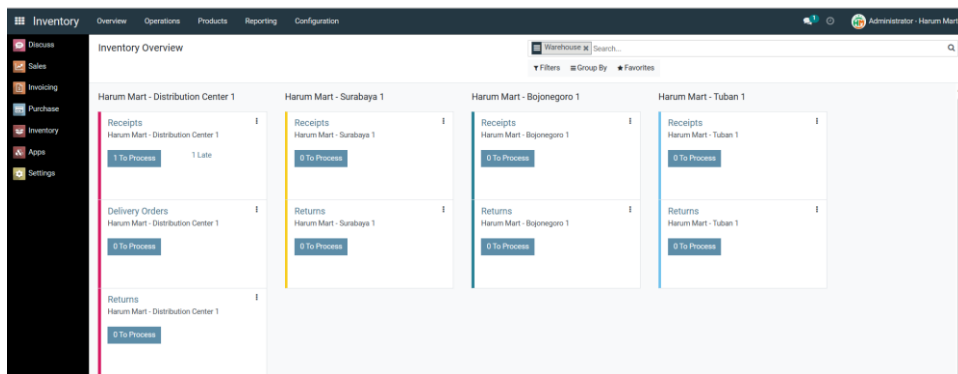 Inventory Overview Operations Products Reporting Configuration 1 Administrator - Harum Mart
Discuss
Sales
Invoicing
Purchase
Inventory
Apps
Settings
Inventory Overview
Warehouse x Search...
Filters Group By Favorites
Harum Mart - Distribution Center 1
Receipts
Harum Mart - Distribution Center 1
1 To Process 1 Late
Delivery Orders
Harum Mart - Distribution Center 1
0 To Process
Returns
Harum Mart - Distribution Center 1
0 To Process
Harum Mart - Surabaya 1
Receipts
Harum Mart - Surabaya 1
0 To Process
Returns
Harum Mart - Surabaya 1
0 To Process
Harum Mart - Bojonegoro 1
Receipts
Harum Mart - Bojonegoro 1
0 To Process
Returns
Harum Mart - Bojonegoro 1
0 To Process
Harum Mart - Tuban 1
Receipts
Harum Mart - Tuban 1
0 To Process
Returns
Harum Mart - Tuban 1
0 To Process